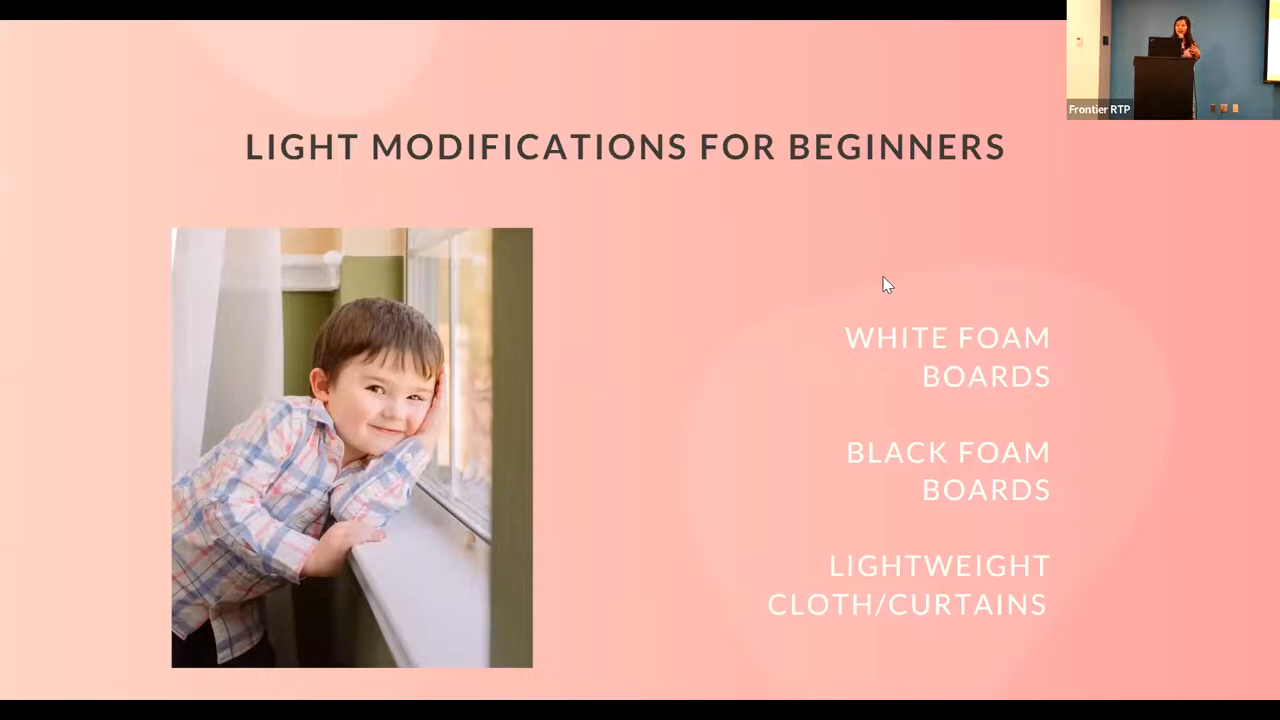 Frontier RTP
LIGHT MODIFICATIONS FOR BEGINNERS
WHITE FOAM
BOARDS
BLACK FOAM
BOARDS
LIGHTWEIGHT
CLOTH/CURTAINS